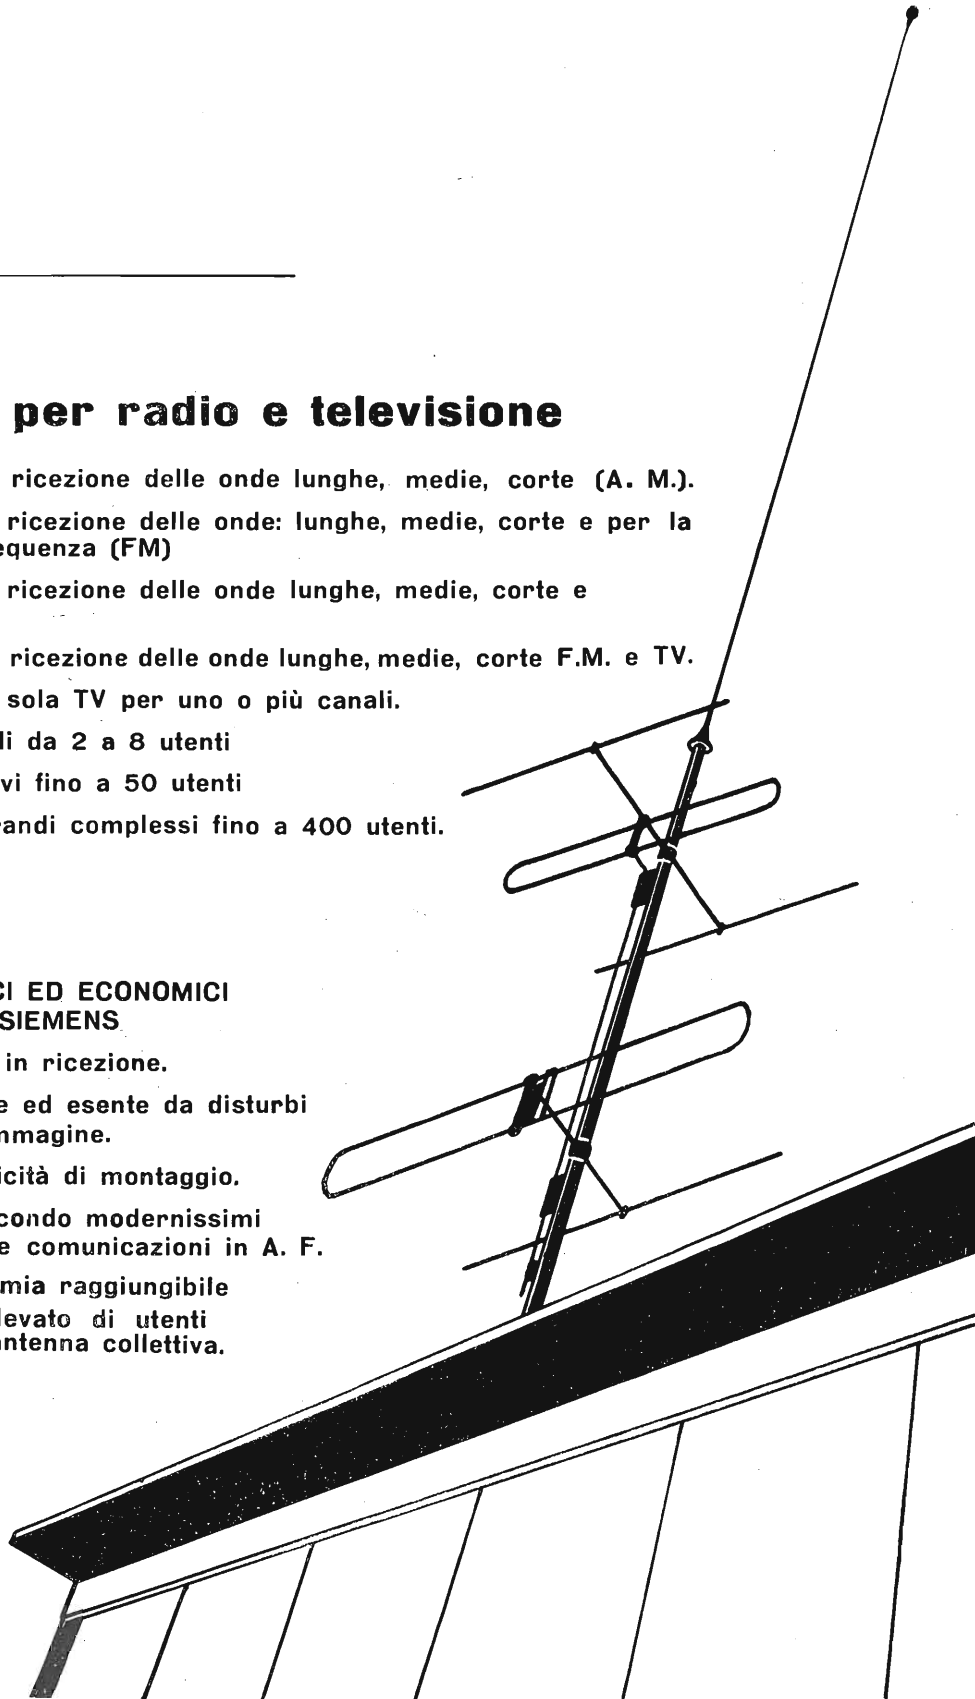 per radio e televisione
ricezione delle onde lunghe, medie, corte (A. M.).
ricezione delle onde: lunghe, medie, corte e per la
equenza (FM)
ricezione delle onde lunghe, medie, corte e
ricezione delle onde lunghe, medie, corte F.M. e TV.
sola TV per uno o più canali.
li da 2 a 8 utenti
vi fino a 50 utenti
randi complessi fino a 400 utenti.
CI ED ECONOMICI
SIEMENS
in ricezione.
e ed esente da disturbi
mmagine.
icità di montaggio.
condo modernissimi
e comunicazioni in A. F.
mia raggiungibile
levato di utenti
antenna collettiva.